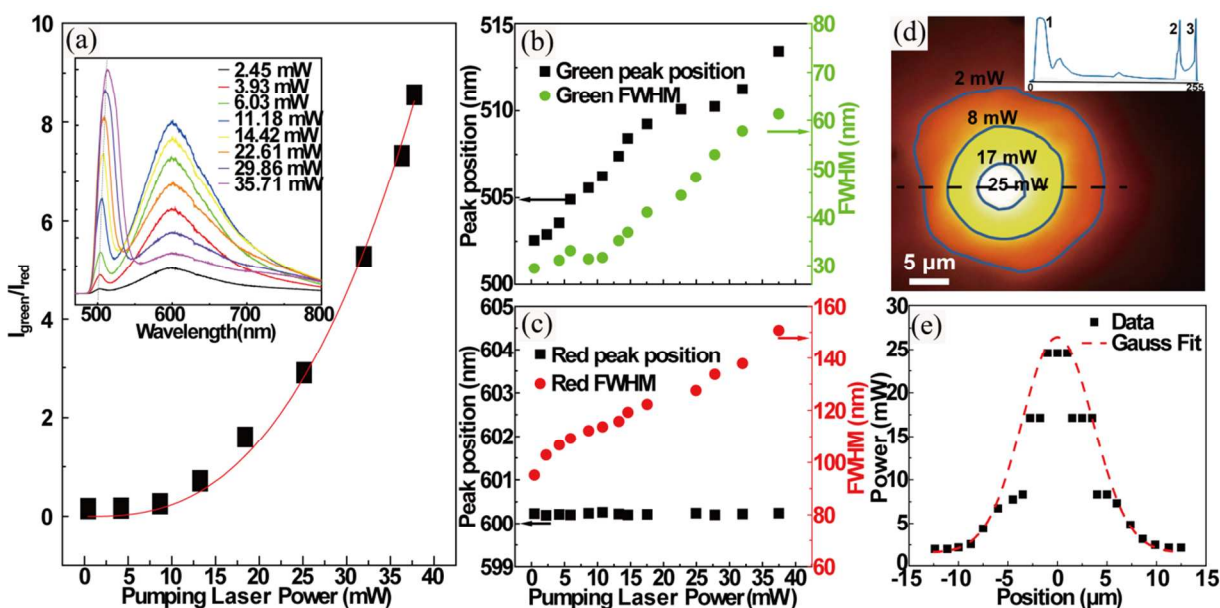 (a)
10
8
6
4
2
0
I_green/I_red
0 5 10 15 20 25 30 35 40
Pumping Laser Power (mW)
2.45 mW
3.93 mW
6.03 mW
11.18 mW
14.42 mW
22.61 mW
29.86 mW
35.71 mW
500 600 700 800
Wavelength(nm)
(b)
515
510
505
500
Peak position (nm)
Green peak position
Green FWHM
80
70
60
50
40
30
FWHM (nm)
(c)
605
604
603
602
601
600
599
Peak position (nm)
Red peak position
Red FWHM
160
140
120
100
80
60
FWHM (nm)
0 5 10 15 20 25 30 35 40
Pumping Laser Power (mW)
(d)
1
2 3
0 255
2 mW
8 mW
17 mW
25 mW
5 μm
(e)
30
25
20
15
10
5
0
Power (mW)
Data
Gauss Fit
-15 -10 -5 0 5 10 15
Position (μm)